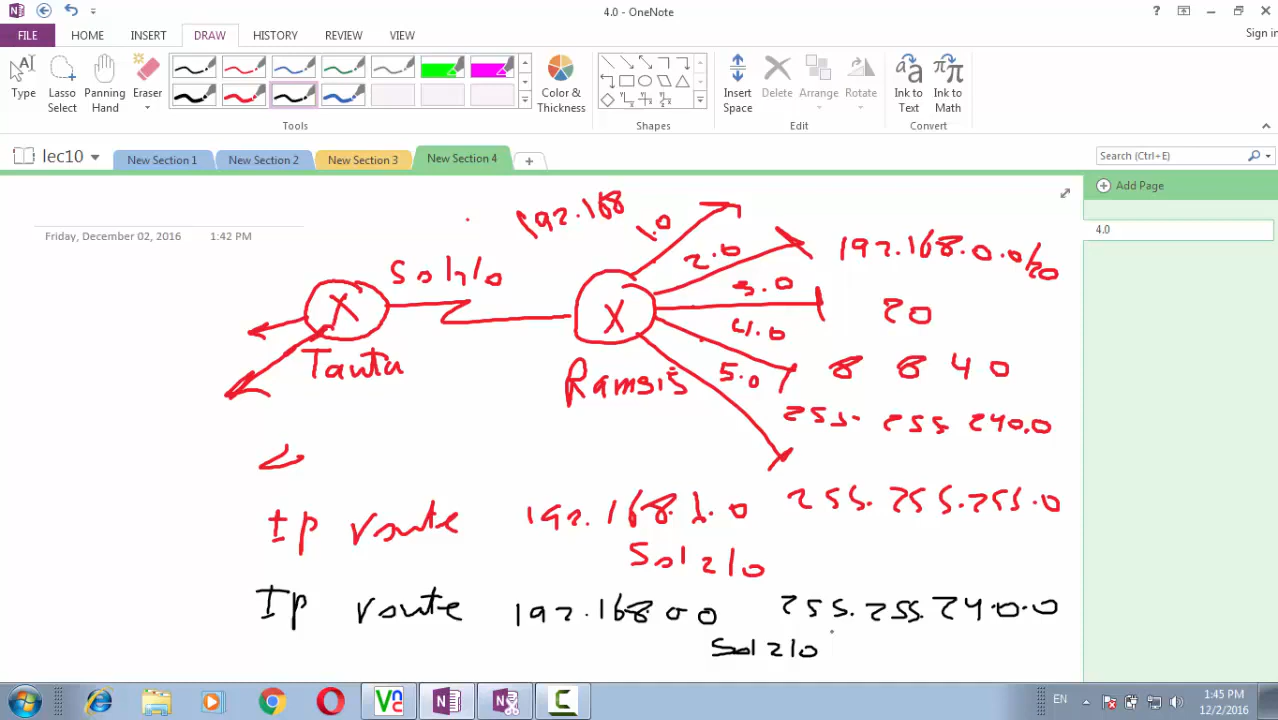 4.0 - OneNote
Sign in
FILE HOME INSERT DRAW HISTORY REVIEW VIEW
Type
Lasso Select
Panning Hand
Eraser
Color & Thickness
Insert Space
Delete
Arrange
Rotate
Ink to Text
Ink to Math
Tools
Shapes
Edit
Convert
lec10
New Section 1
New Section 2
New Section 3
New Section 4
Search (Ctrl+E)
Add Page
4.0
Friday, December 02, 2016 1:42 PM
192.168
1.0
2.0
3.0
4.0
5.0
192.168.0.0/20
So/2/0
X
X
Tanta
Ramsis
20
8 8 4 0
255. 255. 240.0
Ip route 192.168.1.0 255.255.255.0
So/2/0
Ip route 192.168.0 0 255.255.240.0
So/2/0
EN
1:45 PM
12/2/2016